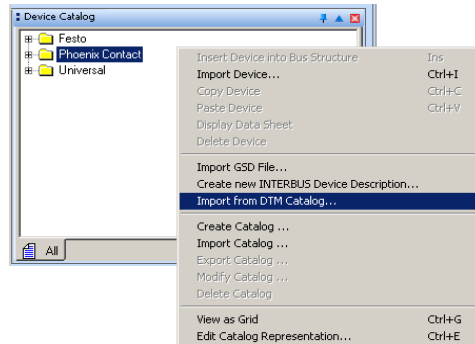 Device Catalog
Festo
Phoenix Contact
Universal
All
Insert Device into Bus Structure Ins
Import Device... Ctrl+I
Copy Device Ctrl+C
Paste Device Ctrl+V
Display Data Sheet
Delete Device
Import GSD File...
Create new INTERBUS Device Description...
Import from DTM Catalog...
Create Catalog ...
Import Catalog ...
Export Catalog ...
Modify Catalog ...
Delete Catalog
View as Grid Ctrl+G
Edit Catalog Representation... Ctrl+E